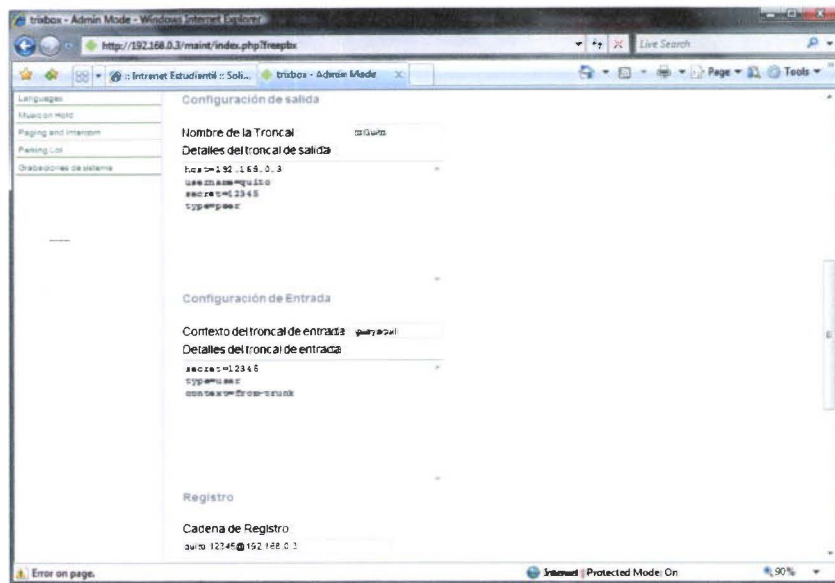 trixbox - Admin Mode - Windows Internet Explorer
http://192.168.0.3/maint/index.php?freepbx
Live Search
:: Intranet Estudiantil :: Soli...
trixbox - Admin Mode
Page
Tools
Languages
Music on Hold
Paging and Intercom
Parking Lot
Grabaciones de sistema
Configuración de salida
Nombre de la Troncal
Detalles del troncal de salida
host=192.168.0.3
username=quito
secret=12345
type=peer
Configuración de Entrada
Contexto del troncal de entrada
Detalles del troncal de entrada
secret=12345
type=user
context=from-trunk
Registro
Cadena de Registro
quito:12345@192.168.0.3
Error on page.
Internet | Protected Mode: On
90%